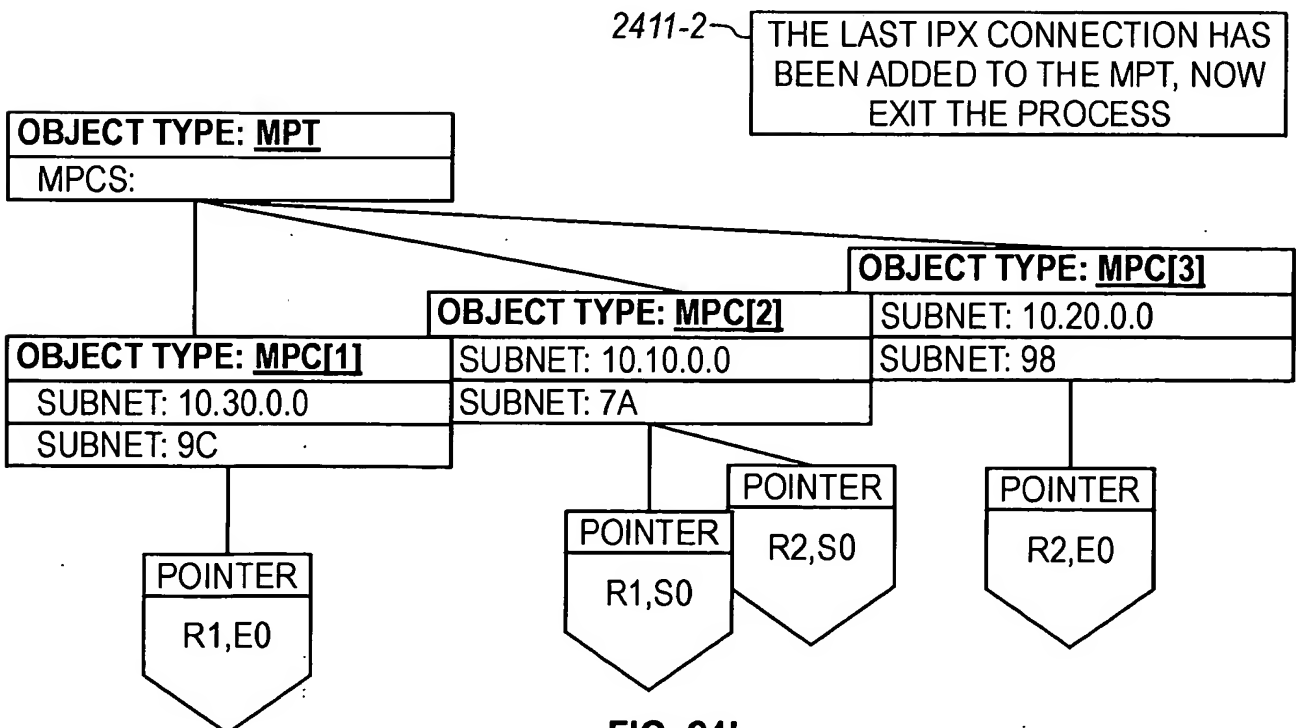 2411-2
THE LAST IPX CONNECTION HAS
BEEN ADDED TO THE MPT, NOW
EXIT THE PROCESS
OBJECT TYPE: MPT
MPCS:
OBJECT TYPE: MPC[3]
SUBNET: 10.20.0.0
SUBNET: 98
OBJECT TYPE: MPC[2]
SUBNET: 10.10.0.0
SUBNET: 7A
OBJECT TYPE: MPC[1]
SUBNET: 10.30.0.0
SUBNET: 9C
POINTER
R1,E0
POINTER
R1,S0
POINTER
R2,S0
POINTER
R2,E0